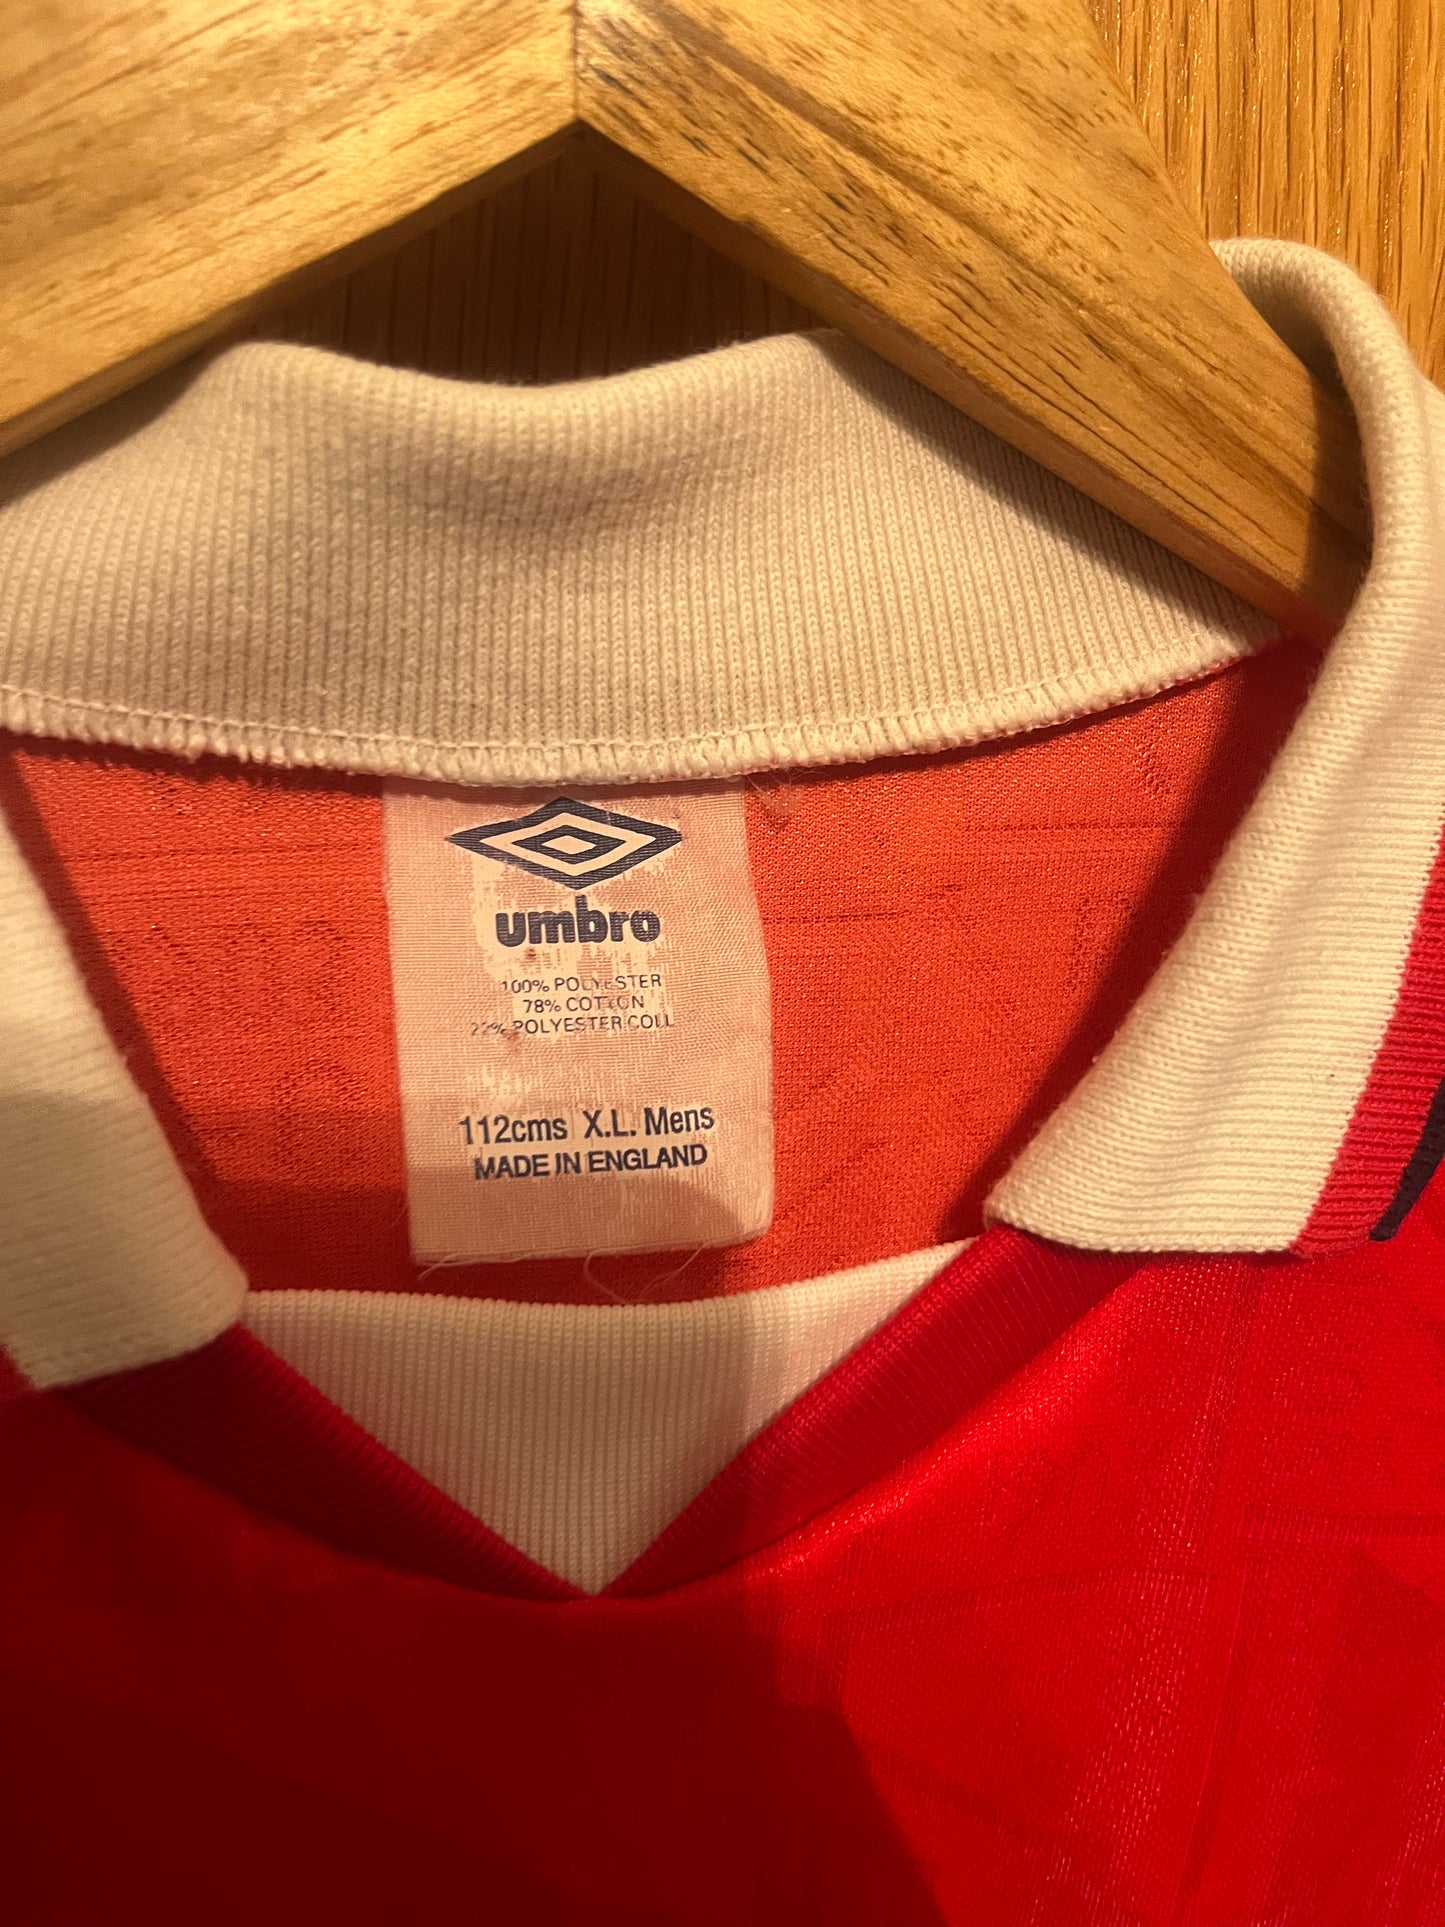 umbro
100% POLYESTER
78% COTTON
22% POLYESTER COLL
112cms X.L. Mens
MADE IN ENGLAND